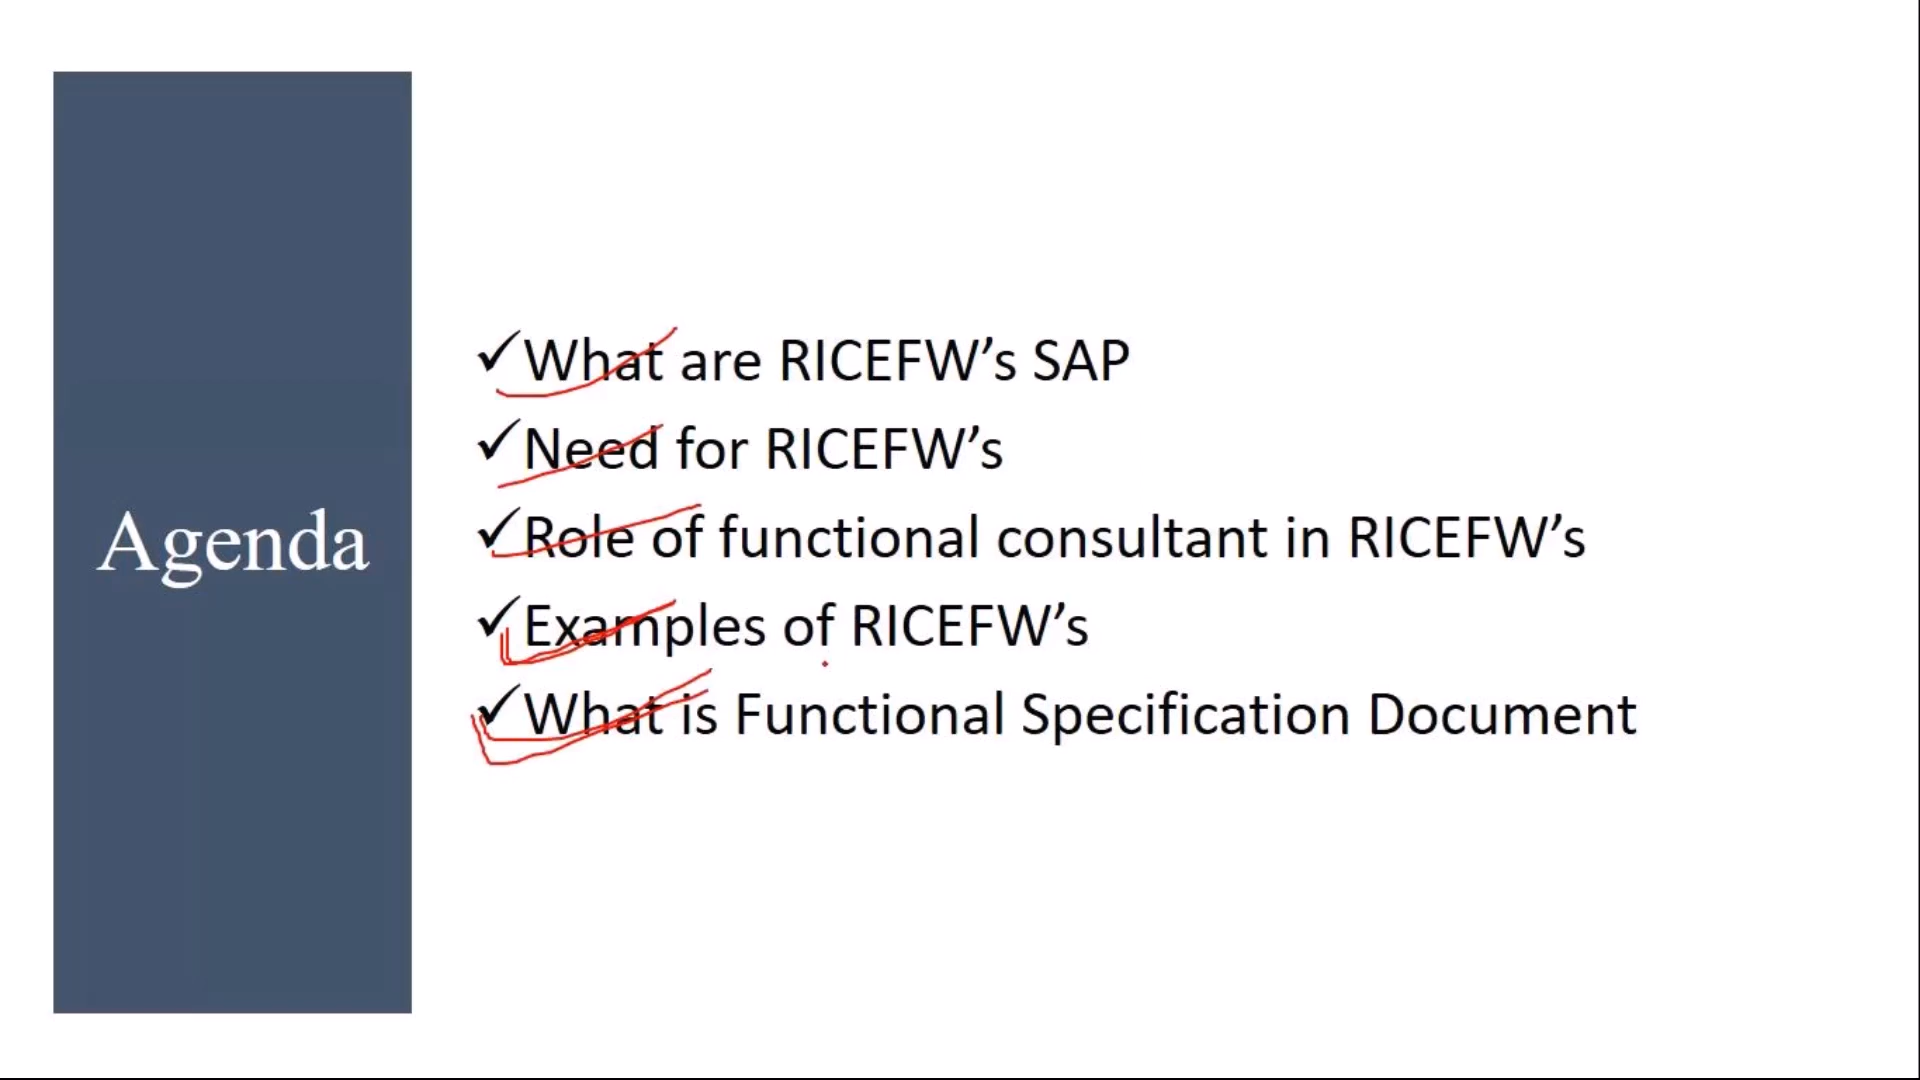 Agenda
✓What are RICEFW’s SAP
✓Need for RICEFW’s
✓Role of functional consultant in RICEFW’s
✓Examples of RICEFW’s
✓What is Functional Specification Document